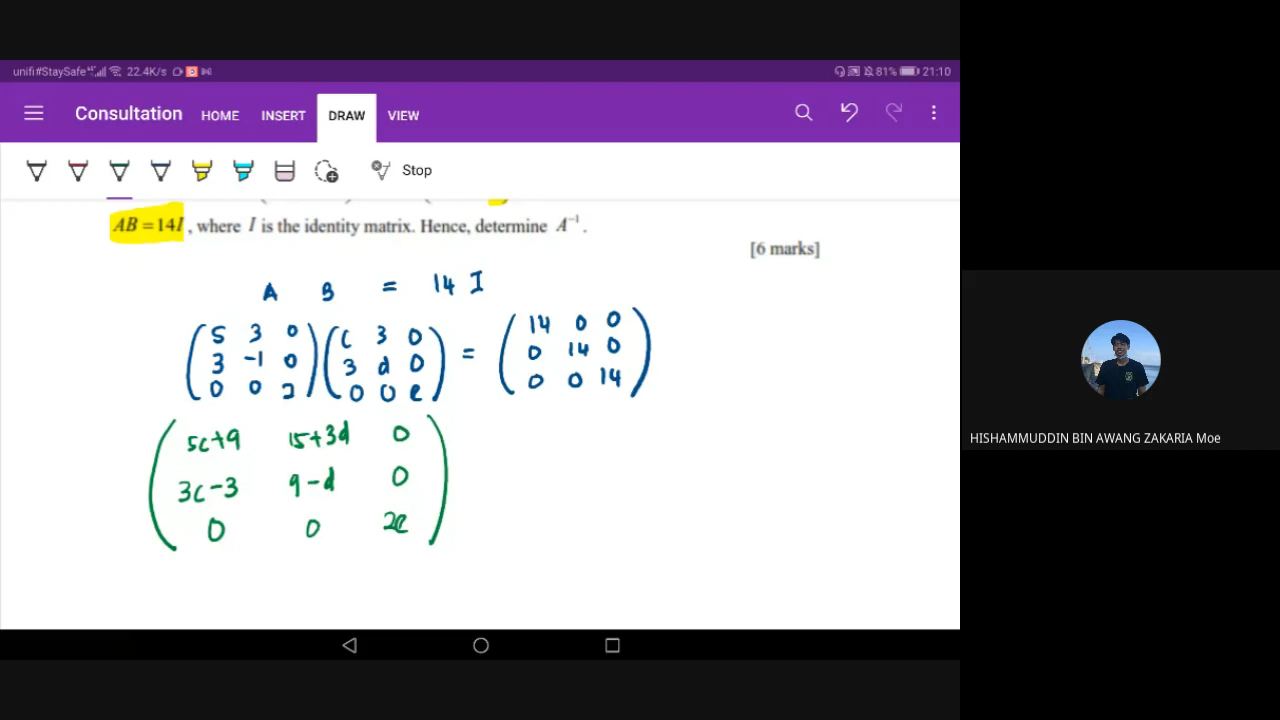 unifi#StaySafe 22.4K/s 81% 21:10
Consultation HOME INSERT DRAW VIEW
Stop
AB = 14I, where I is the identity matrix. Hence, determine A⁻¹.
[6 marks]
A B = 14 I
5 3 0 c 3 0 = 14 0 0
3 -1 0 3 d 0 0 14 0
0 0 2 0 0 e 0 0 14
5c+9 15+3d 0
3c-3 9-d 0
0 0 2e
HISHAMMUDDIN BIN AWANG ZAKARIA Moe